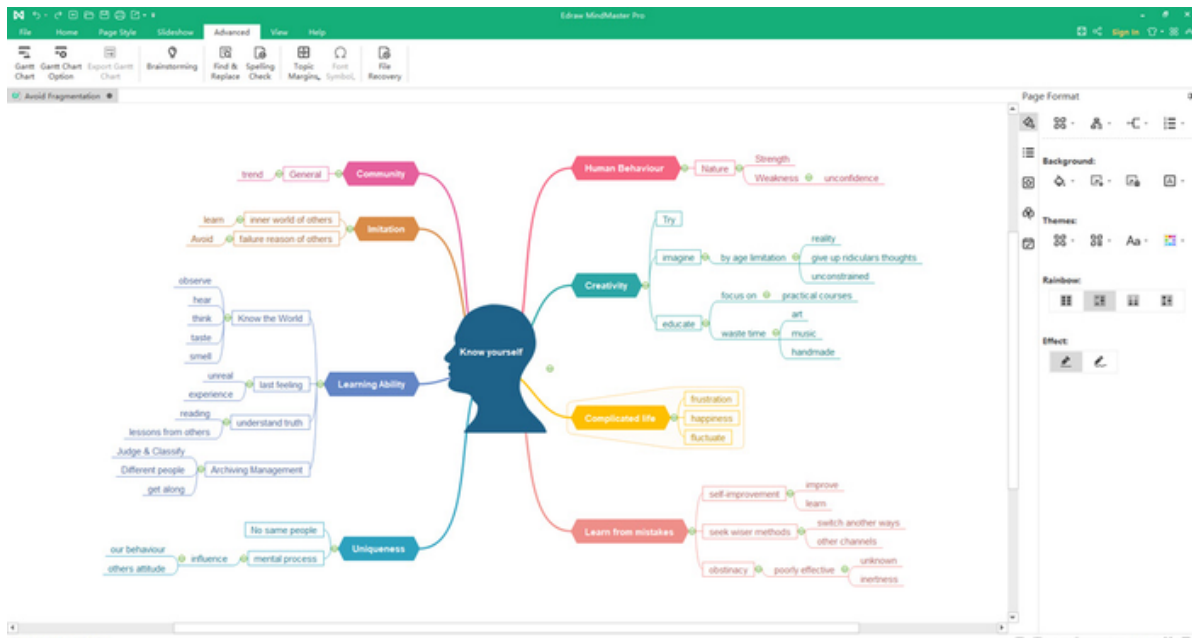 Edraw MindMaster Pro
File Home Page Style Slideshow Advanced View Help
Sign In
Gantt Chart
Gantt Chart Option
Export Gantt Chart
Brainstorming
Find & Replace
Spelling Check
Topic Margins
Font Symbol
File Recovery
Avoid Fragmentation
Page Format
Background:
Themes:
Aa
Rainbow:
Effect:
Know yourself
Community
General
trend
Imitation
inner world of others
learn
failure reason of others
Avoid
Learning Ability
Know the World
observe
hear
think
taste
smell
last feeling
unreal
experience
understand truth
reading
lessons from others
Archiving Management
Judge & Classify
Different people
get along
Uniqueness
No same people
mental process
influence
our behaviour
others attitude
Human Behaviour
Nature
Strength
Weakness
unconfidence
Creativity
Try
imagine
by age limitation
reality
give up ridiculars thoughts
unconstrained
educate
focus on
practical courses
waste time
art
music
handmade
Complicated life
frustration
happiness
fluctuate
Learn from mistakes
self-improvement
improve
learn
seek wiser methods
switch another ways
other channels
obstinacy
poorly effective
unknown
inertness